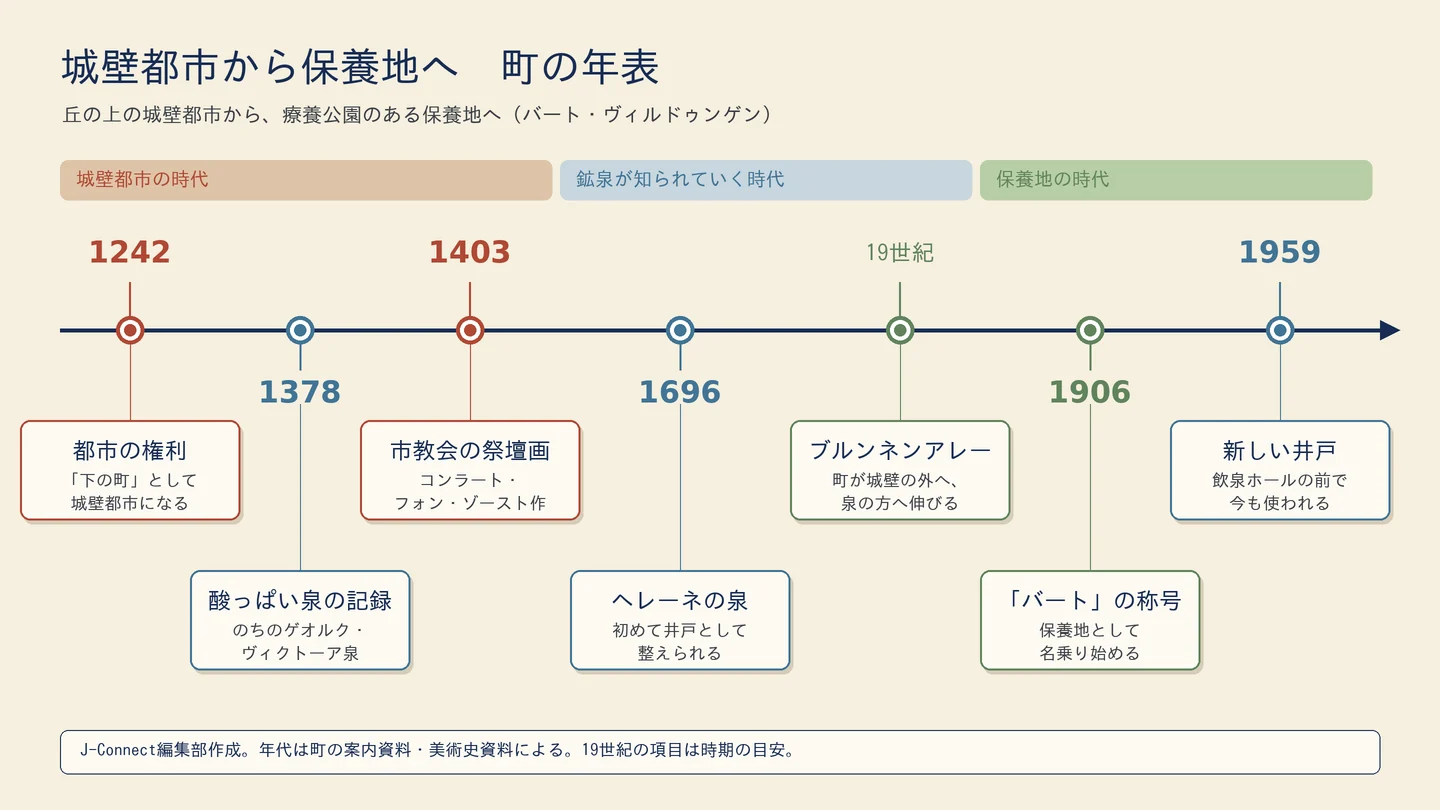 城壁都市から保養地へ　町の年表
丘の上の城壁都市から、療養公園のある保養地へ（バート・ヴィルドゥンゲン）
城壁都市の時代
鉱泉が知られていく時代
保養地の時代
1242
1403
19世紀
1959
1378
1696
1906
都市の権利
「下の町」として
城壁都市になる
市教会の祭壇画
コンラート・
フォン・ゾースト作
ブルンネンアレー
町が城壁の外へ、
泉の方へ伸びる
新しい井戸
飲泉ホールの前で
今も使われる
酸っぱい泉の記録
のちのゲオルク・
ヴィクトーア泉
ヘレーネの泉
初めて井戸として
整えられる
「バート」の称号
保養地として
名乗り始める
J-Connect編集部作成。年代は町の案内資料・美術史資料による。19世紀の項目は時期の目安。